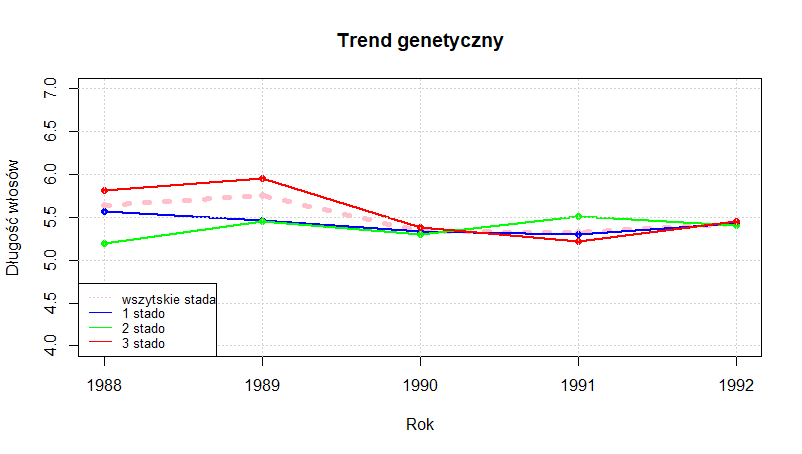 Trend genetyczny
Długość włosów
7.0
6.5
6.0
5.5
5.0
4.5
4.0
wszytskie stada
1 stado
2 stado
3 stado
1988 1989 1990 1991 1992
Rok